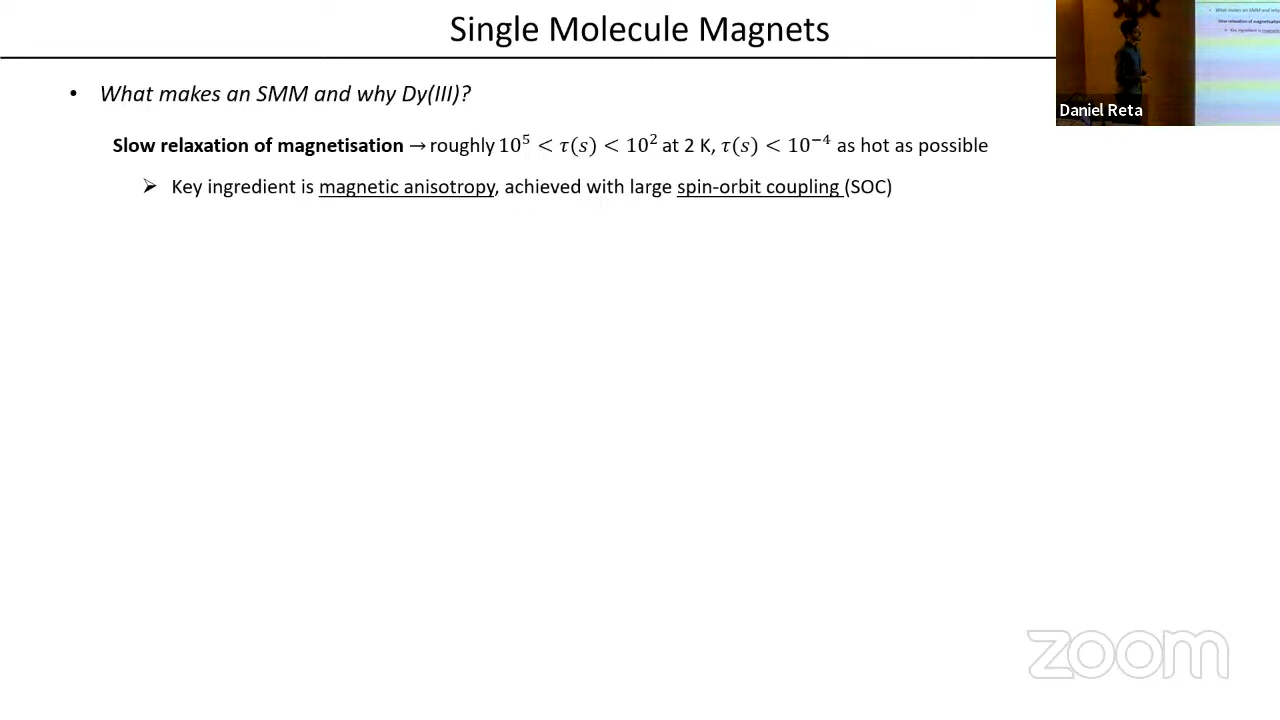 Single Molecule Magnets
• What makes an SMM and why Dy(III)?
Slow relaxation of magnetisation → roughly 10⁵ < τ(s) < 10² at 2 K, τ(s) < 10⁻⁴ as hot as possible
➢ Key ingredient is magnetic anisotropy, achieved with large spin-orbit coupling (SOC)
Daniel Reta
zoom